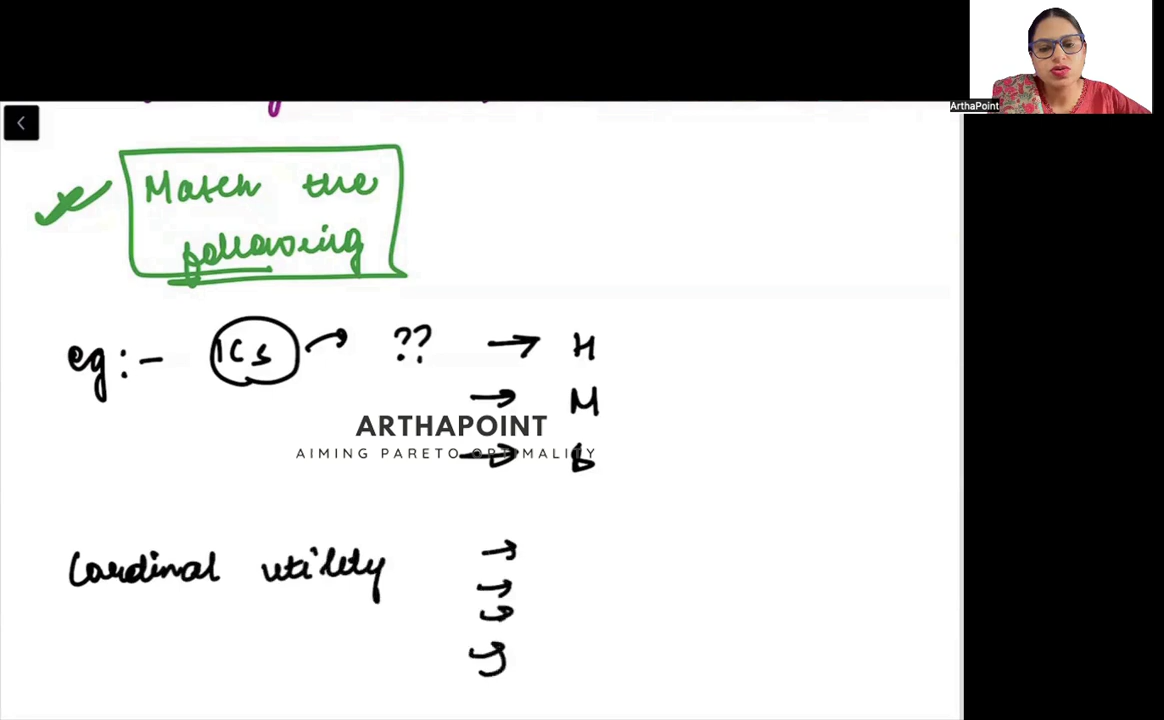 ArthaPoint
Match the
following
eg:- ICs ?? → H
→ M
ARTHAPOINT
AIMING PARETO OPTIMALITY
→ B
Cardinal utility →
→
→
→